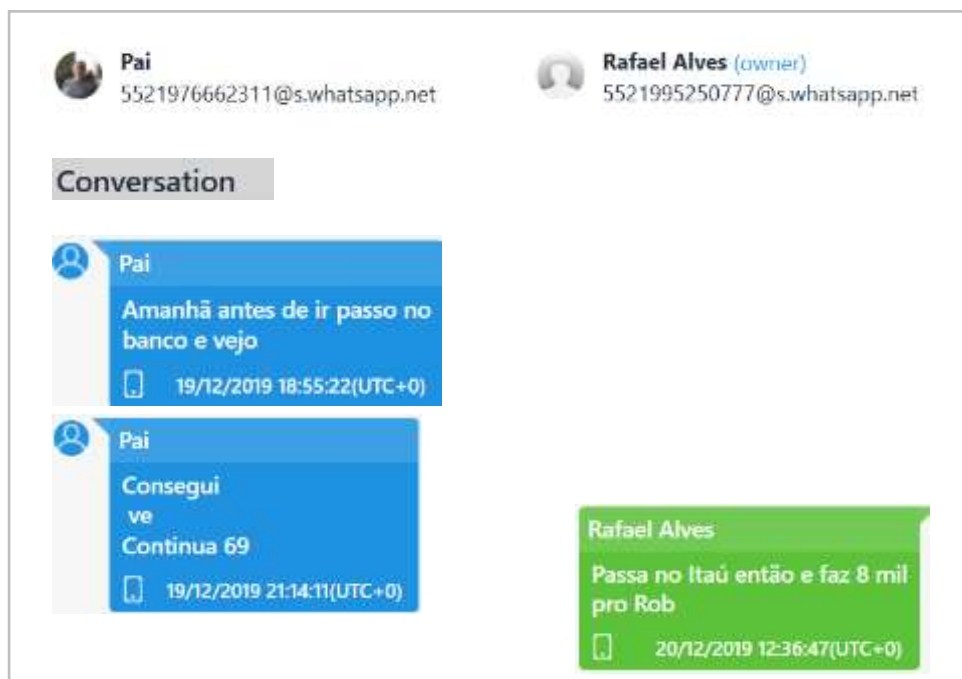 Pai
5521976662311@s.whatsapp.net
Rafael Alves (owner)
5521995250777@s.whatsapp.net
Conversation
Pai
Amanhã antes de ir passo no
banco e vejo
19/12/2019 18:55:22(UTC+0)
Pai
Consegui
ve
Continua 69
19/12/2019 21:14:11(UTC+0)
Rafael Alves
Passa no Itaú então e faz 8 mil
pro Rob
20/12/2019 12:36:47(UTC+0)